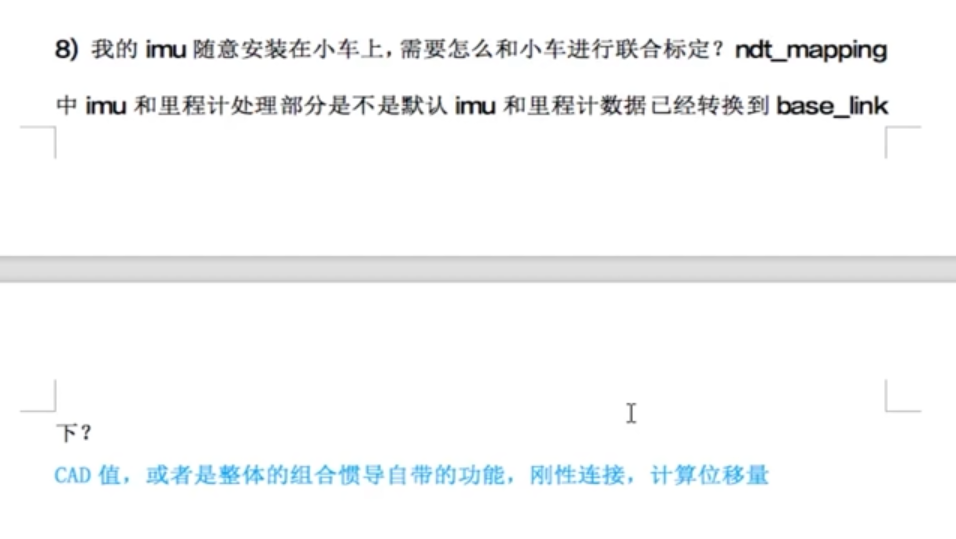 8) 我的 imu 随意安装在小车上，需要怎么和小车进行联合标定？ndt_mapping
中 imu 和里程计处理部分是不是默认 imu 和里程计数据已经转换到 base_link
下？
CAD 值，或者是整体的组合惯导自带的功能，刚性连接，计算位移量